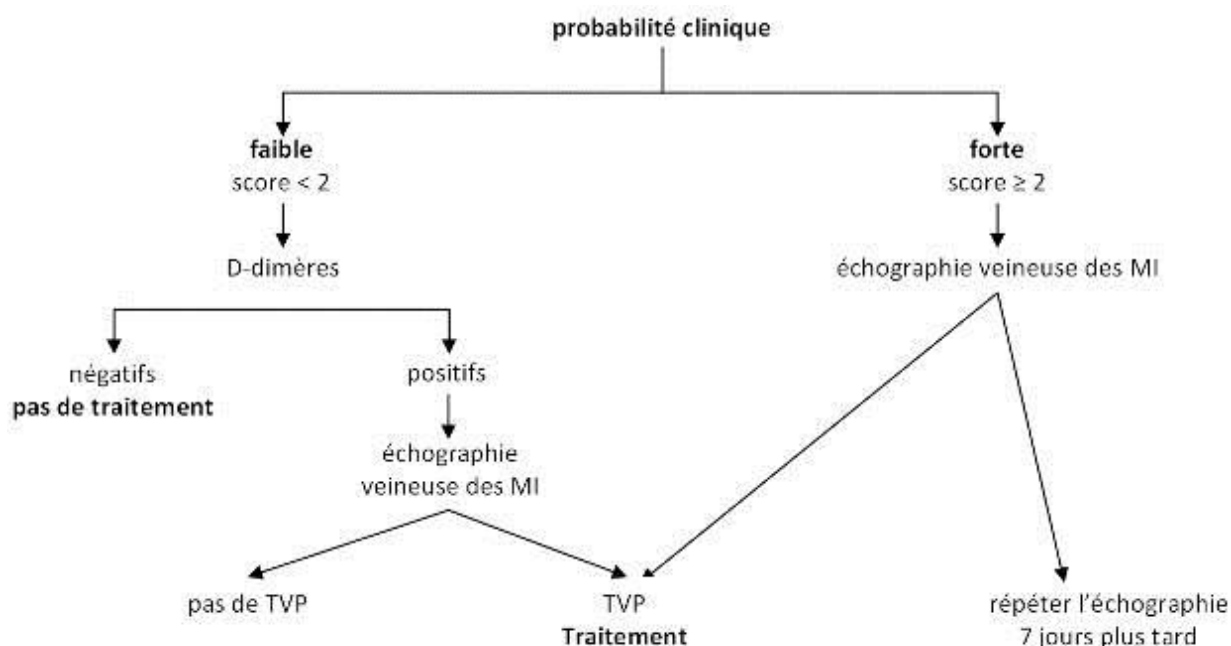 probabilité clinique
faible
score < 2
forte
score ≥ 2
D-dimères
échographie veineuse des MI
négatifs
pas de traitement
positifs
échographie
veineuse des MI
pas de TVP
TVP
Traitement
répéter l'échographie
7 jours plus tard